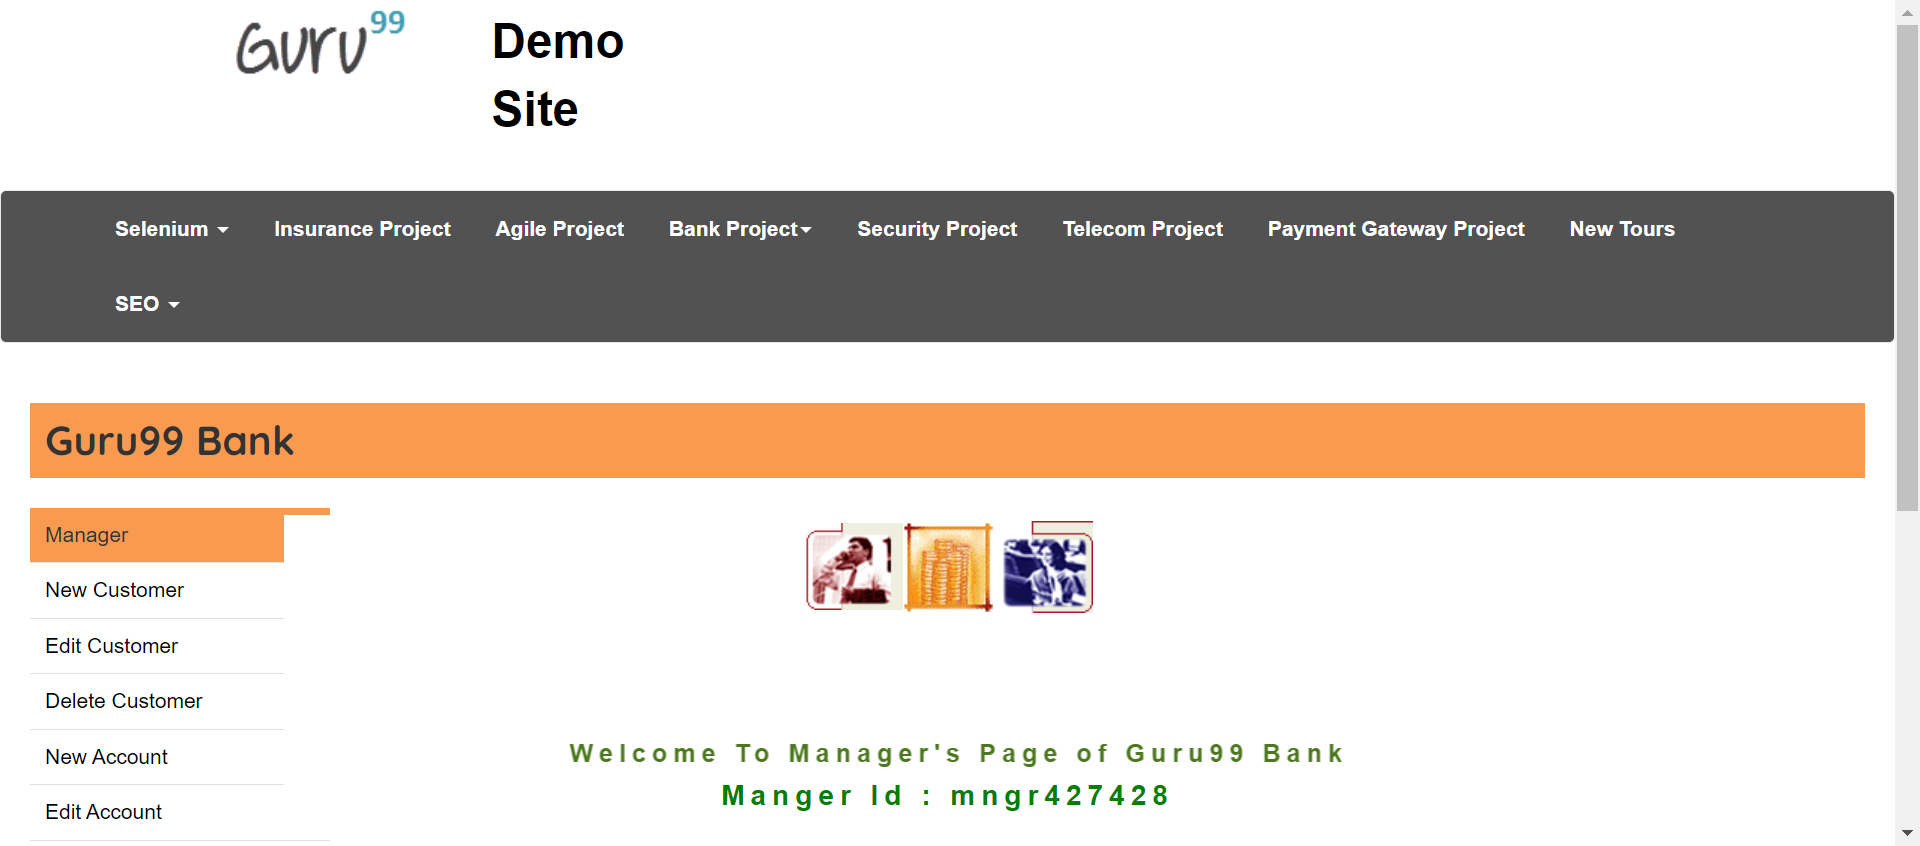 Guru99
Demo
Site
Selenium Insurance Project Agile Project Bank Project Security Project Telecom Project Payment Gateway Project New Tours
SEO
Guru99 Bank
Manager
New Customer
Edit Customer
Delete Customer
New Account
Edit Account
Welcome To Manager's Page of Guru99 Bank
Manger Id : mngr427428